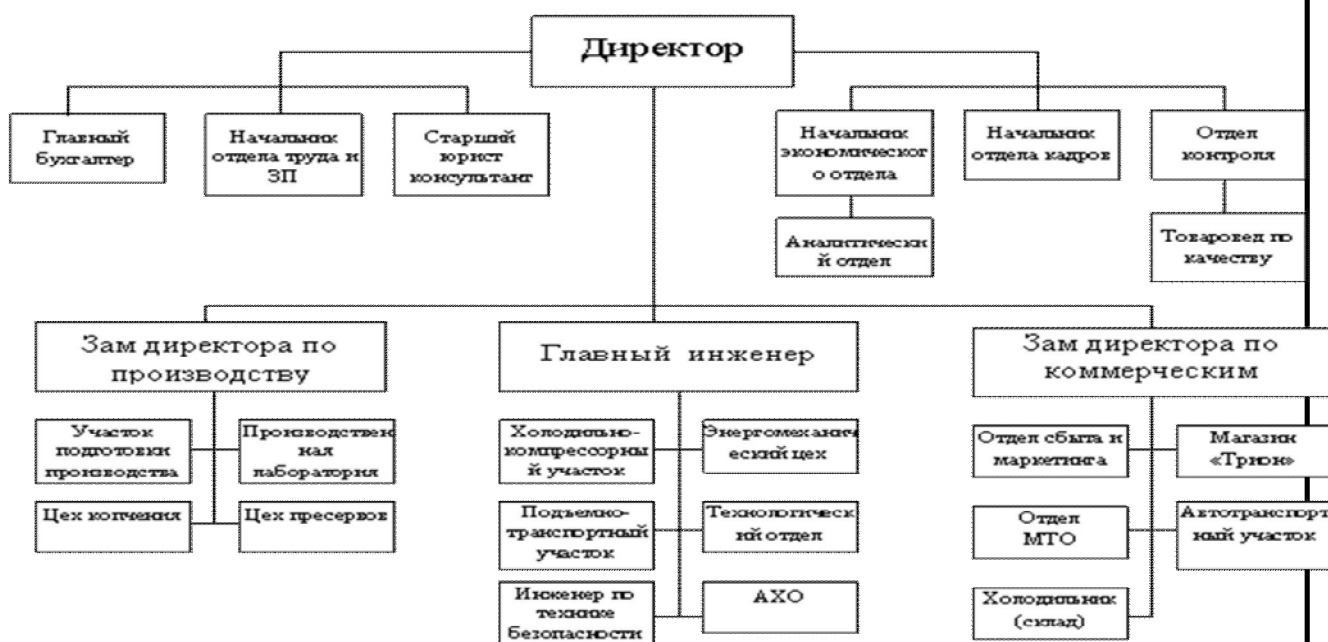 Директор
Главный
бухгалтер
Начальник
отдела труда и
ЗП
Старший
юрист
консультант
Начальник
экономическог
о отдела
Начальник
отдела кадров
Отдел
контроля
Аналитически
й отдел
Товаровед по
качеству
Зам директора по
производству
Главный инженер
Зам директора по
коммерческим
Участок
подготовки
производства
Производствен
ная
лаборатория
Холодильно-
компрессорны
й участок
Энергомеханич
еский цех
Отдел сбыта и
маркетинга
Магазин
«Трион»
Цех копчения
Цех пресервов
Подъемно-
транспортный
участок
Технологическ
ий отдел
Отдел
МТО
Автотранспорт
ный участок
Инженер по
технике
безопасности
АХО
Холодильник
(склад)